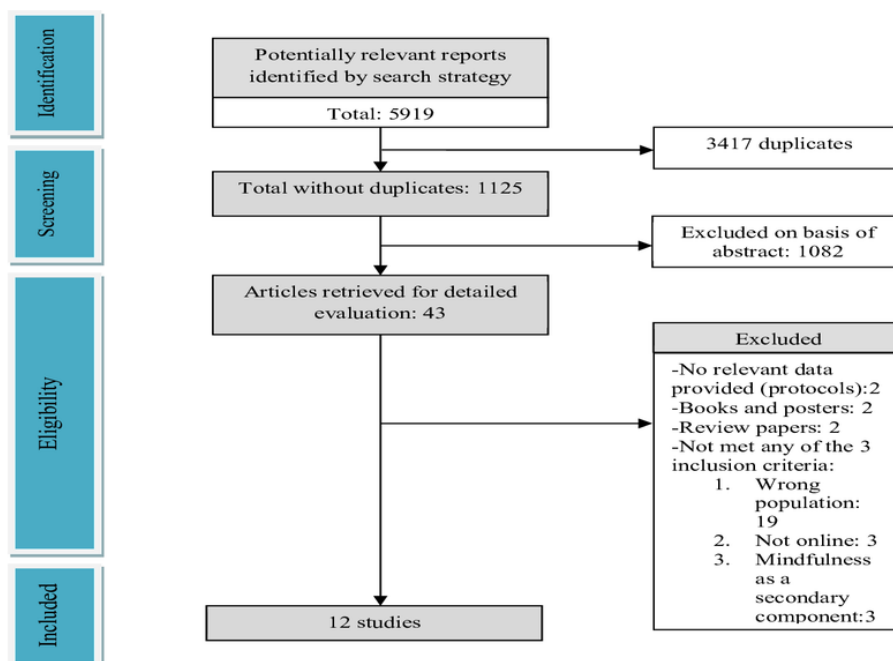 Identification
Potentially relevant reports
identified by search strategy
Total: 5919
3417 duplicates
Screening
Total without duplicates: 1125
Excluded on basis of
abstract: 1082
Eligibility
Articles retrieved for detailed
evaluation: 43
Excluded
-No relevant data
provided (protocols):2
-Books and posters: 2
-Review papers: 2
-Not met any of the 3
inclusion criteria:
1. Wrong
population:
19
2. Not online: 3
3. Mindfulness
as a
secondary
component:3
Included
12 studies